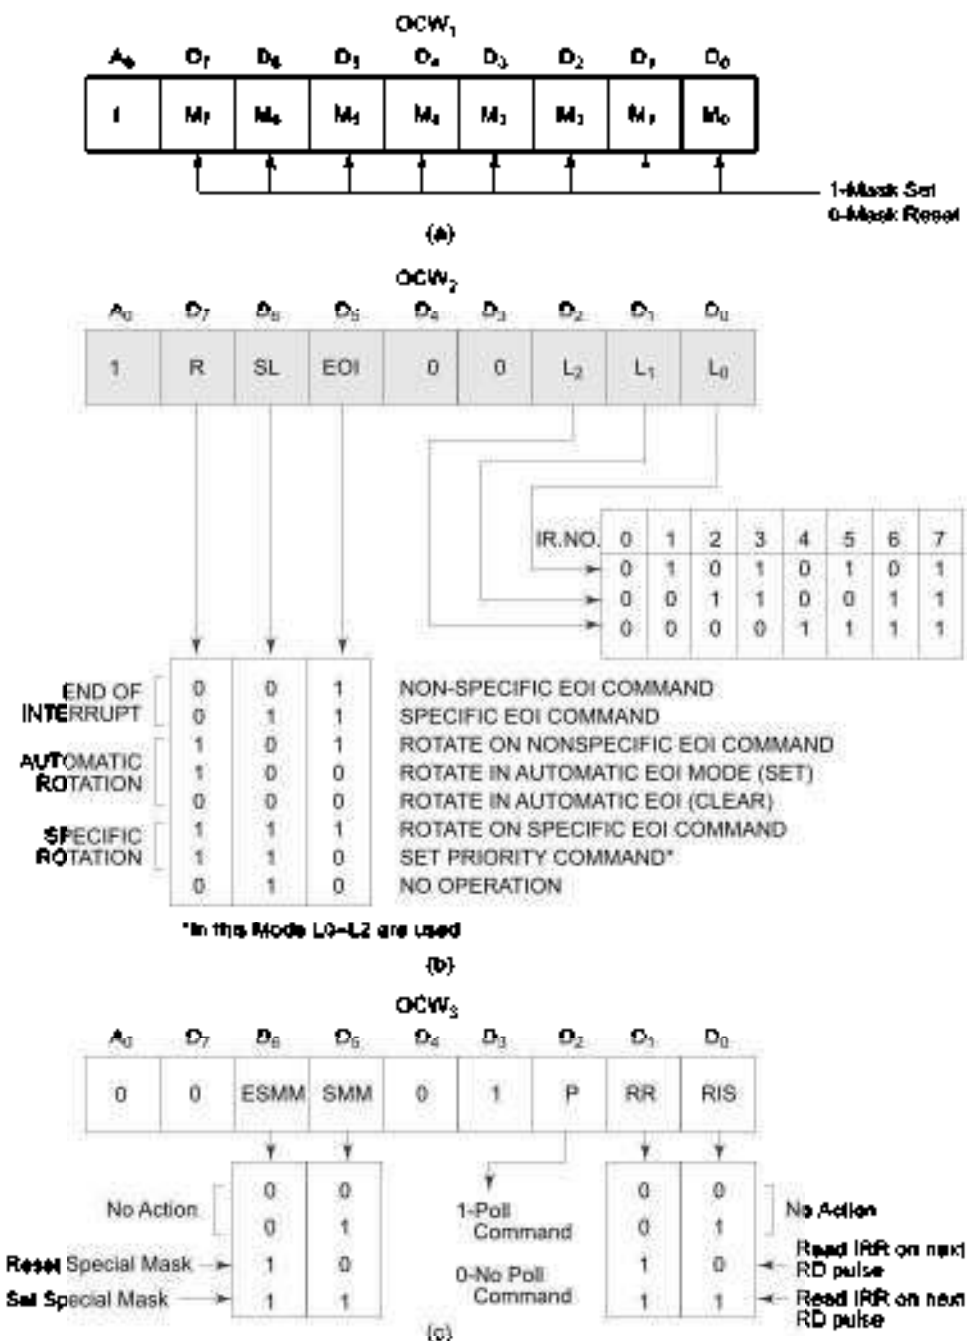 OCW₁
A₀ D₇ D₆ D₅ D₄ D₃ D₂ D₁ D₀
1 M₇ M₆ M₅ M₄ M₃ M₂ M₁ M₀
1-Mask Set
0-Mask Reset
(a)
OCW₂
A₀ D₇ D₆ D₅ D₄ D₃ D₂ D₁ D₀
1 R SL EOI 0 0 L₂ L₁ L₀
IR.NO. 0 1 2 3 4 5 6 7
0 1 0 1 0 1 0 1
0 0 1 1 0 0 1 1
0 0 0 0 1 1 1 1
END OF INTERRUPT
0 0 1 NON-SPECIFIC EOI COMMAND
0 1 1 SPECIFIC EOI COMMAND
AUTOMATIC ROTATION
1 0 1 ROTATE ON NONSPECIFIC EOI COMMAND
1 0 0 ROTATE IN AUTOMATIC EOI MODE (SET)
0 0 0 ROTATE IN AUTOMATIC EOI (CLEAR)
SPECIFIC ROTATION
1 1 1 ROTATE ON SPECIFIC EOI COMMAND
1 1 0 SET PRIORITY COMMAND*
0 1 0 NO OPERATION
*In this Mode L0–L2 are used
(b)
OCW₃
A₀ D₇ D₆ D₅ D₄ D₃ D₂ D₁ D₀
0 0 ESMM SMM 0 1 P RR RIS
No Action
0 0
0 1
Reset Special Mask 1 0
Set Special Mask 1 1
1-Poll
Command
0-No Poll
Command
0 0
0 1
No Action
1 0 Read IRR on next
RD pulse
1 1 Read IRR on next
RD pulse
(c)